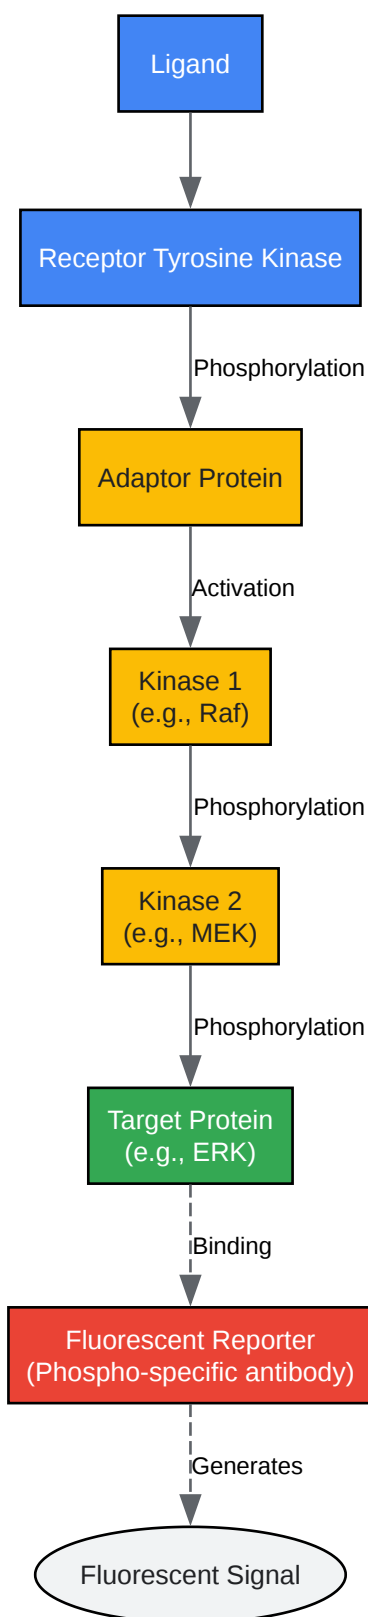 Ligand
Receptor Tyrosine Kinase
Phosphorylation
Adaptor Protein
Activation
Kinase 1
(e.g., Raf)
Phosphorylation
Kinase 2
(e.g., MEK)
Phosphorylation
Target Protein
(e.g., ERK)
Binding
Fluorescent Reporter
(Phospho-specific antibody)
Generates
Fluorescent Signal